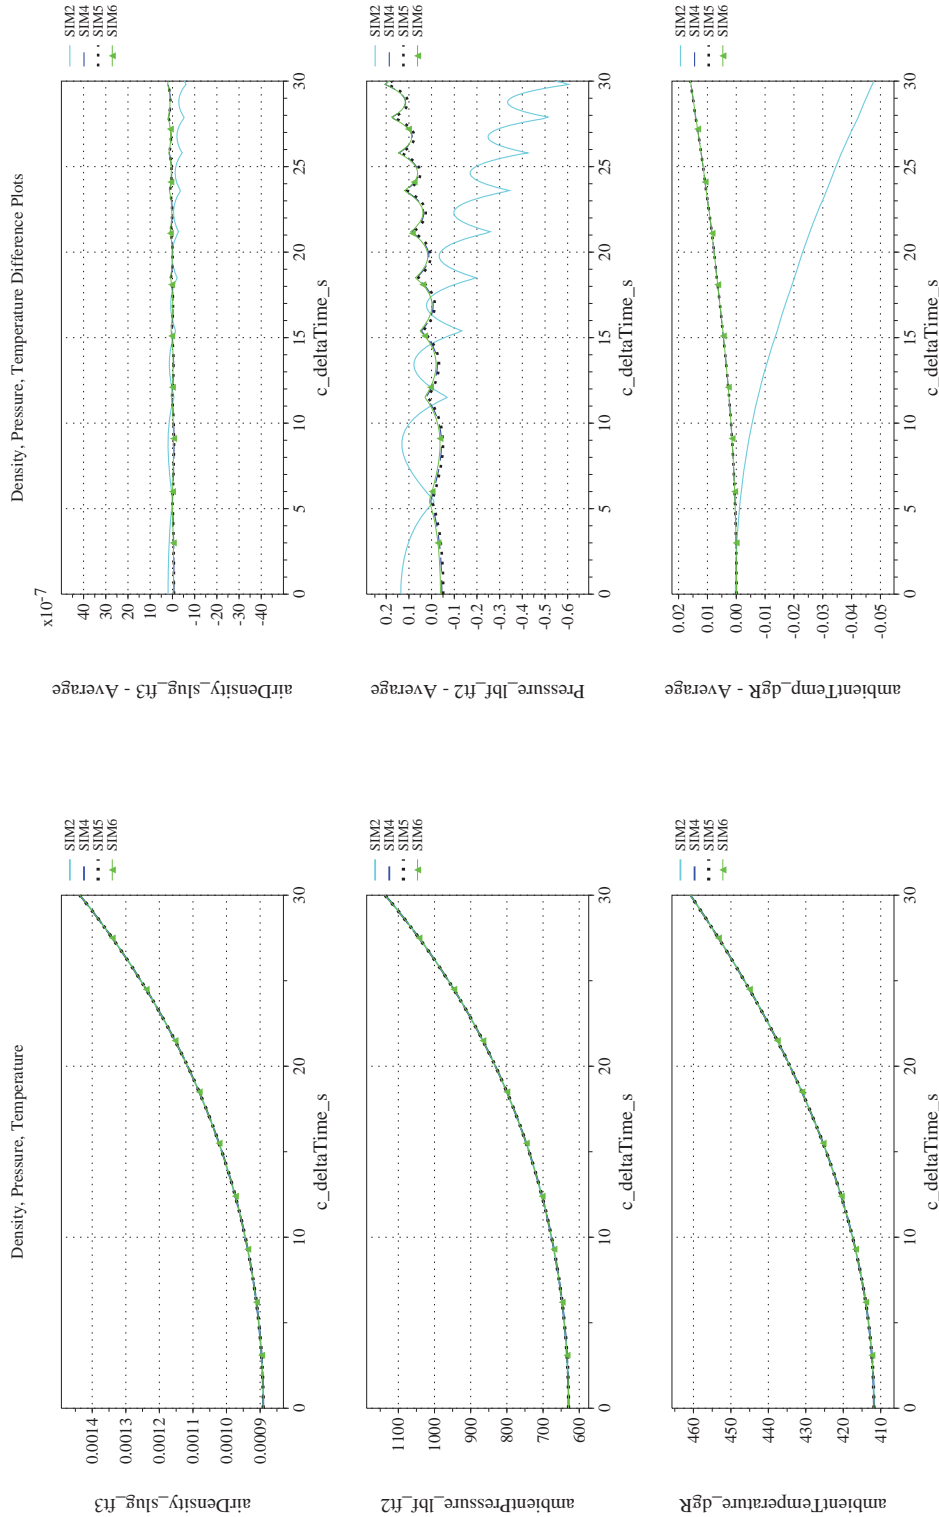 Density, Pressure, Temperature
airDensity_slug_ft3
0.0014
0.0013
0.0012
0.0011
0.0010
0.0009
0
10
20
30
c_deltaTime_s
SIM2
SIM4
SIM5
SIM6
ambientPressure_lbf_ft2
1100
1000
900
800
700
600
0
10
20
30
c_deltaTime_s
SIM2
SIM4
SIM5
SIM6
ambientTemperature_dgR
460
450
440
430
420
410
0
10
20
30
c_deltaTime_s
SIM2
SIM4
SIM5
SIM6
Density, Pressure, Temperature Difference Plots
airDensity_slug_ft3 - Average
x10-7
40
30
20
10
0
-10
-20
-30
-40
0
5
10
15
20
25
30
c_deltaTime_s
SIM2
SIM4
SIM5
SIM6
Pressure_lbf_ft2 - Average
0.2
0.1
0.0
-0.1
-0.2
-0.3
-0.4
-0.5
-0.6
0
5
10
15
20
25
30
c_deltaTime_s
SIM2
SIM4
SIM5
SIM6
ambientTemp_dgR - Average
0.02
0.01
0.00
-0.01
-0.02
-0.03
-0.04
-0.05
0
5
10
15
20
25
30
c_deltaTime_s
SIM2
SIM4
SIM5
SIM6